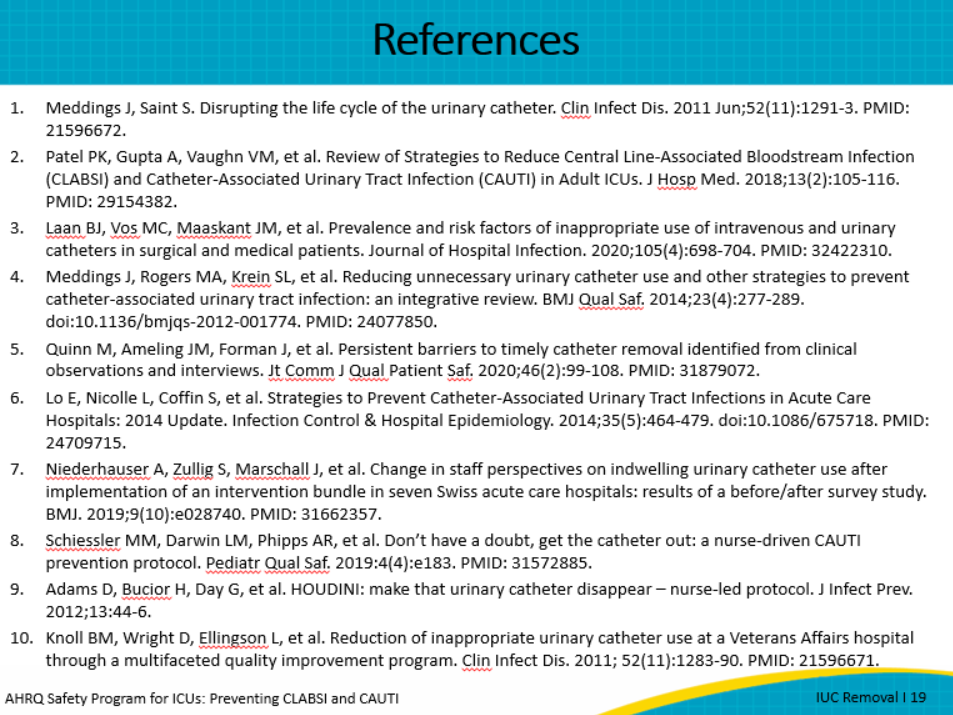 References
1. Meddings J, Saint S. Disrupting the life cycle of the urinary catheter. Clin Infect Dis. 2011 Jun;52(11):1291-3. PMID:
21596672.
2. Patel PK, Gupta A, Vaughn VM, et al. Review of Strategies to Reduce Central Line-Associated Bloodstream Infection
(CLABSI) and Catheter-Associated Urinary Tract Infection (CAUTI) in Adult ICUs. J Hosp Med. 2018;13(2):105-116.
PMID: 29154382.
3. Laan BJ, Vos MC, Maaskant JM, et al. Prevalence and risk factors of inappropriate use of intravenous and urinary
catheters in surgical and medical patients. Journal of Hospital Infection. 2020;105(4):698-704. PMID: 32422310.
4. Meddings J, Rogers MA, Krein SL, et al. Reducing unnecessary urinary catheter use and other strategies to prevent
catheter-associated urinary tract infection: an integrative review. BMJ Qual Saf. 2014;23(4):277-289.
doi:10.1136/bmjqs-2012-001774. PMID: 24077850.
5. Quinn M, Ameling JM, Forman J, et al. Persistent barriers to timely catheter removal identified from clinical
observations and interviews. Jt Comm J Qual Patient Saf. 2020;46(2):99-108. PMID: 31879072.
6. Lo E, Nicolle L, Coffin S, et al. Strategies to Prevent Catheter-Associated Urinary Tract Infections in Acute Care
Hospitals: 2014 Update. Infection Control & Hospital Epidemiology. 2014;35(5):464-479. doi:10.1086/675718. PMID:
24709715.
7. Niederhauser A, Zullig S, Marschall J, et al. Change in staff perspectives on indwelling urinary catheter use after
implementation of an intervention bundle in seven Swiss acute care hospitals: results of a before/after survey study.
BMJ. 2019;9(10):e028740. PMID: 31662357.
8. Schiessler MM, Darwin LM, Phipps AR, et al. Don’t have a doubt, get the catheter out: a nurse-driven CAUTI
prevention protocol. Pediatr Qual Saf. 2019:4(4):e183. PMID: 31572885.
9. Adams D, Bucior H, Day G, et al. HOUDINI: make that urinary catheter disappear – nurse-led protocol. J Infect Prev.
2012;13:44-6.
10. Knoll BM, Wright D, Ellingson L, et al. Reduction of inappropriate urinary catheter use at a Veterans Affairs hospital
through a multifaceted quality improvement program. Clin Infect Dis. 2011; 52(11):1283-90. PMID: 21596671.
AHRQ Safety Program for ICUs: Preventing CLABSI and CAUTI
IUC Removal I 19